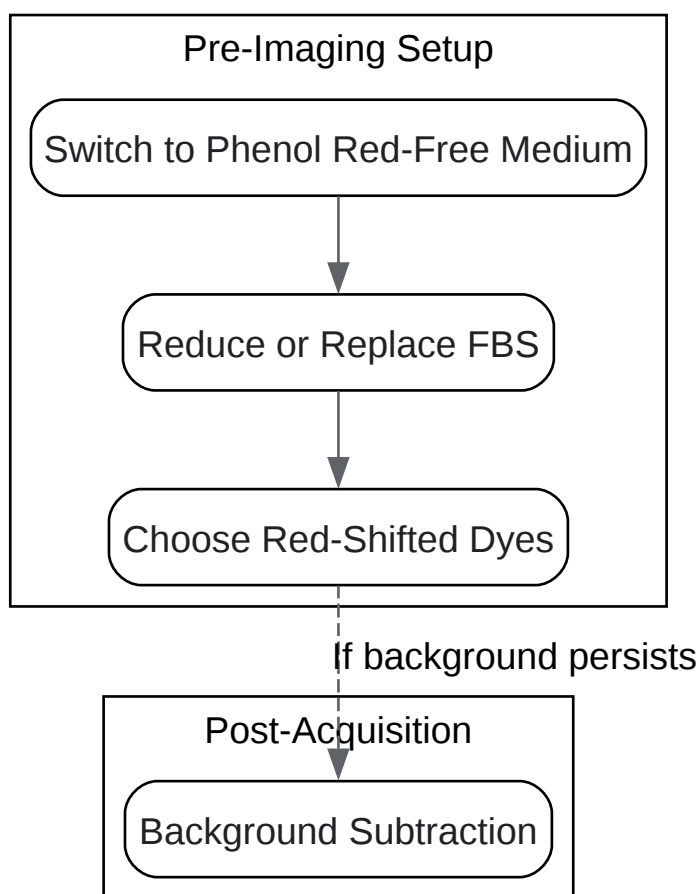 Pre-Imaging Setup
Switch to Phenol Red-Free Medium
Reduce or Replace FBS
Choose Red-Shifted Dyes
If background persists
Post-Acquisition
Background Subtraction